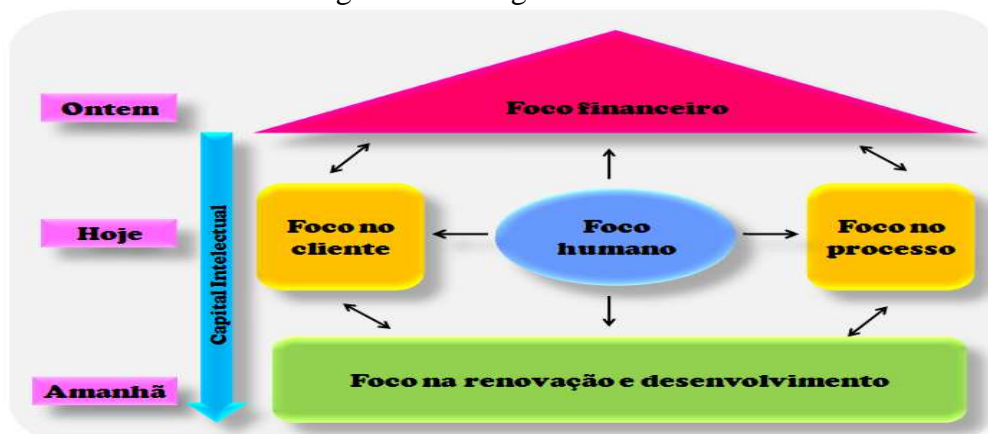 Ontem
Foco financeiro
Capital Intelectual
Hoje
Foco no
cliente
Foco
humano
Foco no
processo
Amanhã
Foco na renovação e desenvolvimento